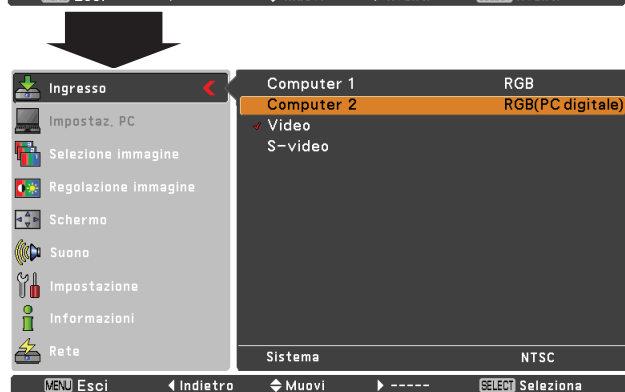 Ingresso
Impostaz. PC
Selezione immagine
Regolazione immagine
Schermo
Suono
Impostazione
Informazioni
Rete
Computer 1 RGB
Computer 2 RGB(PC digitale)
Video
S-video
Sistema NTSC
MENU Esci Indietro Muovi ----- SELECT Seleziona